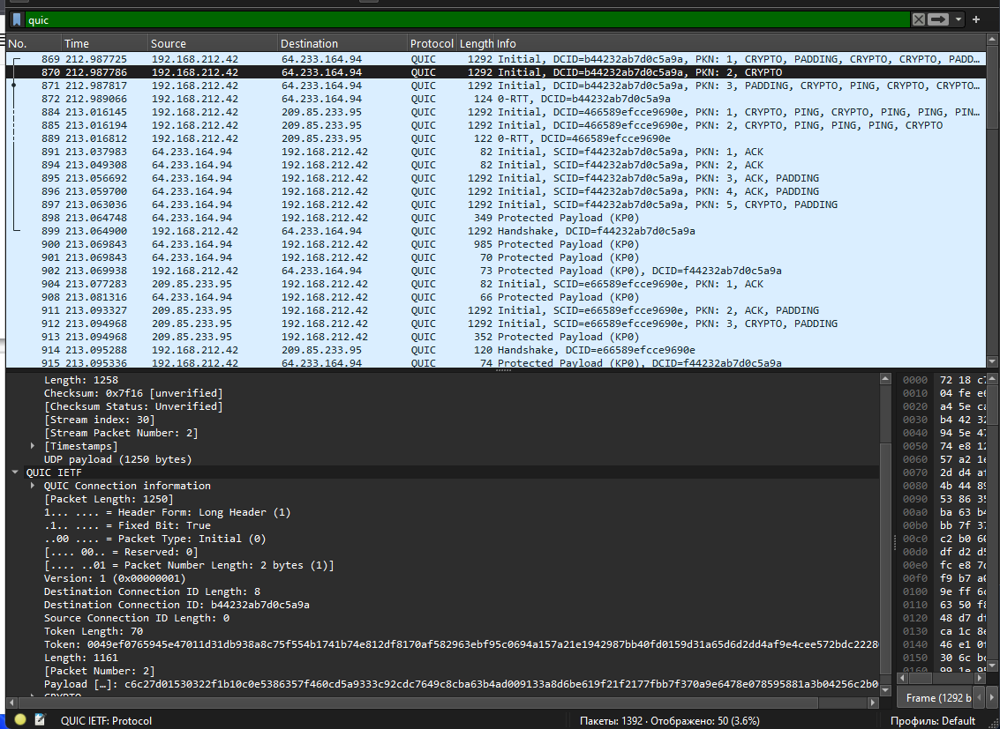 quic
No. Time Source Destination Protocol Length Info
869 212.987725 192.168.212.42 64.233.164.94 QUIC 1292 Initial, DCID=b44232ab7d0c5a9a, PKN: 1, CRYPTO, PADDING, CRYPTO, CRYPTO, PADD…
870 212.987786 192.168.212.42 64.233.164.94 QUIC 1292 Initial, DCID=b44232ab7d0c5a9a, PKN: 2, CRYPTO
871 212.987817 192.168.212.42 64.233.164.94 QUIC 1292 Initial, DCID=b44232ab7d0c5a9a, PKN: 3, PADDING, CRYPTO, PING, CRYPTO, CRYPTO…
872 212.989066 192.168.212.42 64.233.164.94 QUIC 124 0-RTT, DCID=b44232ab7d0c5a9a
884 213.016145 192.168.212.42 209.85.233.95 QUIC 1292 Initial, DCID=466589efcce9690e, PKN: 1, CRYPTO, PING, CRYPTO, PING, PING, PIN…
885 213.016194 192.168.212.42 209.85.233.95 QUIC 1292 Initial, DCID=466589efcce9690e, PKN: 2, CRYPTO, PING, PING, PING, CRYPTO
889 213.016812 192.168.212.42 209.85.233.95 QUIC 122 0-RTT, DCID=466589efcce9690e
891 213.037983 64.233.164.94 192.168.212.42 QUIC 82 Initial, SCID=f44232ab7d0c5a9a, PKN: 1, ACK
894 213.049308 64.233.164.94 192.168.212.42 QUIC 82 Initial, SCID=f44232ab7d0c5a9a, PKN: 2, ACK
895 213.056692 64.233.164.94 192.168.212.42 QUIC 1292 Initial, SCID=f44232ab7d0c5a9a, PKN: 3, ACK, PADDING
896 213.059700 64.233.164.94 192.168.212.42 QUIC 1292 Initial, SCID=f44232ab7d0c5a9a, PKN: 4, ACK, PADDING
897 213.063036 64.233.164.94 192.168.212.42 QUIC 1292 Initial, SCID=f44232ab7d0c5a9a, PKN: 5, CRYPTO, PADDING
898 213.064748 64.233.164.94 192.168.212.42 QUIC 349 Protected Payload (KP0)
899 213.064900 192.168.212.42 64.233.164.94 QUIC 1292 Handshake, DCID=f44232ab7d0c5a9a
900 213.069843 64.233.164.94 192.168.212.42 QUIC 985 Protected Payload (KP0)
901 213.069843 64.233.164.94 192.168.212.42 QUIC 70 Protected Payload (KP0)
902 213.069938 192.168.212.42 64.233.164.94 QUIC 73 Protected Payload (KP0), DCID=f44232ab7d0c5a9a
904 213.077283 209.85.233.95 192.168.212.42 QUIC 82 Initial, SCID=e66589efcce9690e, PKN: 1, ACK
908 213.081316 64.233.164.94 192.168.212.42 QUIC 66 Protected Payload (KP0)
911 213.093327 209.85.233.95 192.168.212.42 QUIC 1292 Initial, SCID=e66589efcce9690e, PKN: 2, ACK, PADDING
912 213.094968 209.85.233.95 192.168.212.42 QUIC 1292 Initial, SCID=e66589efcce9690e, PKN: 3, CRYPTO, PADDING
913 213.094968 209.85.233.95 192.168.212.42 QUIC 352 Protected Payload (KP0)
914 213.095288 192.168.212.42 209.85.233.95 QUIC 120 Handshake, DCID=e66589efcce9690e
915 213.095336 192.168.212.42 64.233.164.94 QUIC 74 Protected Payload (KP0), DCID=f44232ab7d0c5a9a
Length: 1258
Checksum: 0x7f16 [unverified]
[Checksum Status: Unverified]
[Stream index: 30]
[Stream Packet Number: 2]
[Timestamps]
UDP payload (1250 bytes)
QUIC IETF
QUIC Connection information
[Packet Length: 1250]
1... .... = Header Form: Long Header (1)
.1.. .... = Fixed Bit: True
..00 .... = Packet Type: Initial (0)
[.... 00.. = Reserved: 0]
[.... ..01 = Packet Number Length: 2 bytes (1)]
Version: 1 (0x00000001)
Destination Connection ID Length: 8
Destination Connection ID: b44232ab7d0c5a9a
Source Connection ID Length: 0
Token Length: 70
Token: 0049ef0765945e47011d31db938a8c75f554b1741b74e812df8170af582963ebf95c0694a157a21e1942987bb40fd0159d31a65d6d2dd4af9e4cee572bdc2228
Length: 1161
[Packet Number: 2]
Payload […]: c6c27d01530322f1b10c0e5386357f460cd5a9333c92cdc7649c8cba63b4ad009133a8d6be619f21f2177fbb7f370a9e6478e078595881a3b04256c2b0
CRYPTO
0000 72 18 c7
0010 04 fe e6
0020 a4 5e ca
0030 b4 42 32
0040 94 5e 47
0050 74 e8 12
0060 57 a2 1e
0070 2d d4 af
0080 4b 44 89
0090 53 86 35
00a0 ba 63 b4
00b0 bb 7f 37
00c0 c2 b0 60
00d0 df d2 d5
00e0 fc e8 7c
00f0 f9 b7 a0
0100 9e ff 6c
0110 63 50 f8
0120 48 d7 df
0130 ca 1c 8e
0140 46 e1 0f
0150 30 6c bc
0160 99 1e 95
Frame (1292 b
QUIC IETF: Protocol
Пакеты: 1392 · Отображено: 50 (3.6%)
Профиль: Default